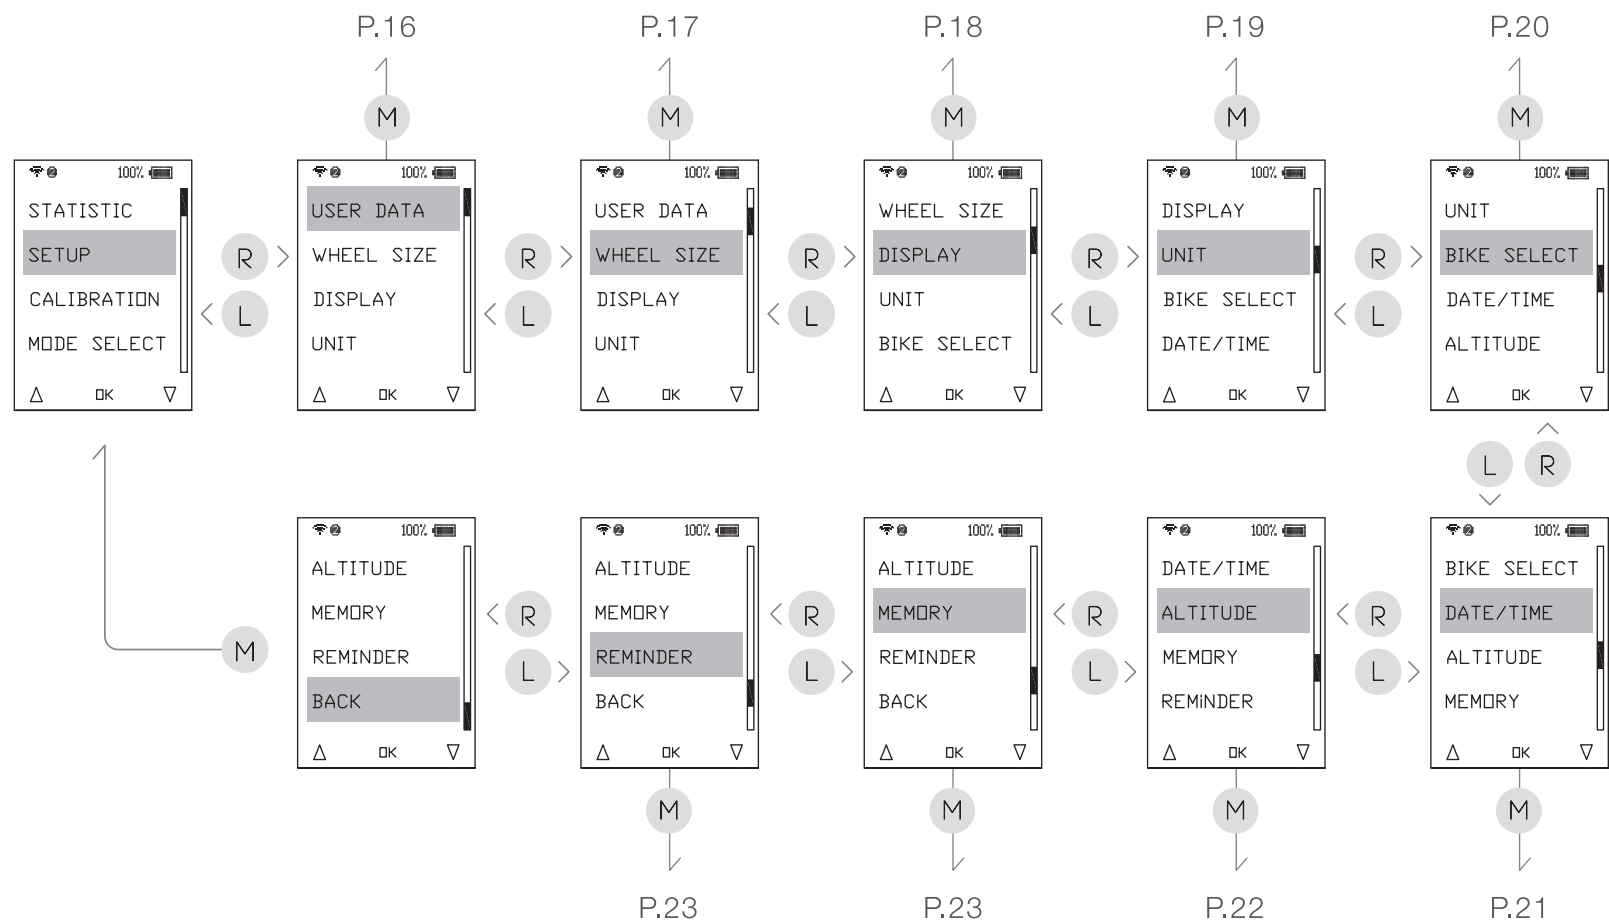 P.16 P.17 P.18 P.19 P.20
M M M M M
100%
STATISTIC
SETUP
CALIBRATION
MODE SELECT
OK
R
L
100%
USER DATA
WHEEL SIZE
DISPLAY
UNIT
OK
R
L
100%
USER DATA
WHEEL SIZE
DISPLAY
UNIT
OK
R
L
100%
WHEEL SIZE
DISPLAY
UNIT
BIKE SELECT
OK
R
L
100%
DISPLAY
UNIT
BIKE SELECT
DATE/TIME
OK
R
L
100%
UNIT
BIKE SELECT
DATE/TIME
ALTITUDE
OK
L R
M
100%
ALTITUDE
MEMORY
REMINDER
BACK
OK
R
L
100%
ALTITUDE
MEMORY
REMINDER
BACK
OK
R
L
100%
ALTITUDE
MEMORY
REMINDER
BACK
OK
R
L
100%
DATE/TIME
ALTITUDE
MEMORY
REMiNDER
OK
R
L
100%
BIKE SELECT
DATE/TIME
ALTITUDE
MEMORY
OK
M M M M
P.23 P.23 P.22 P.21